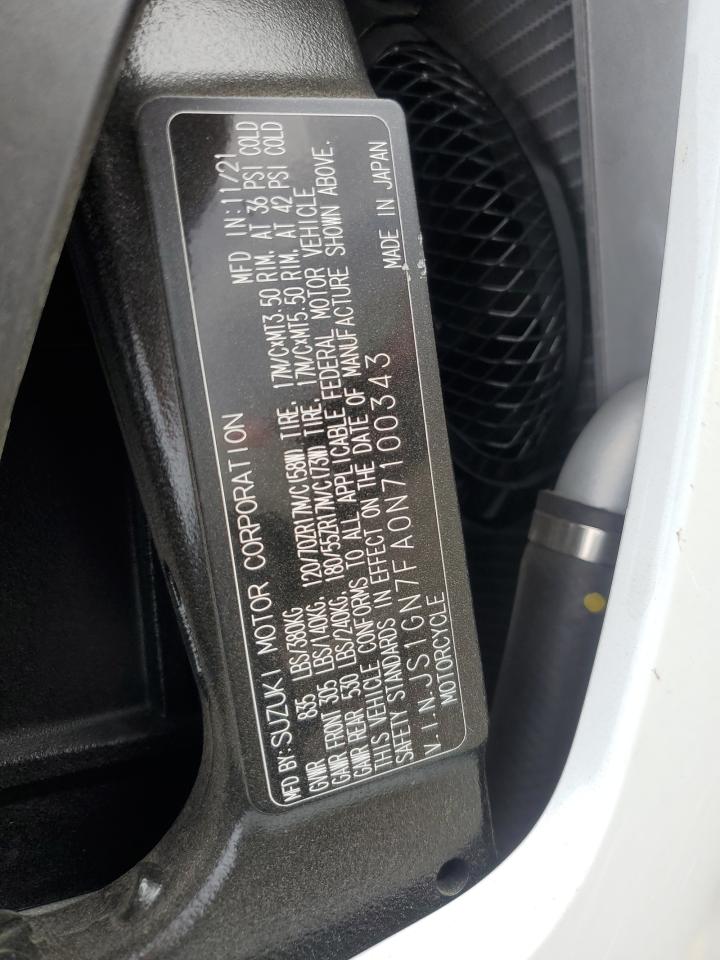 MFD BY:SUZUKI MOTOR CORPORATION MFD IN:11/21
GVWR 835 LBS/380KG
GAWR FRONT 305 LBS/140KG, 120/70ZR17M/C(58W) TIRE, 17M/C×MT3.50 RIM, AT 36 PSI COLD
GAWR REAR 530 LBS/240KG, 180/55ZR17M/C(73W) TIRE, 17M/C×MT5.50 RIM, AT 42 PSI COLD
THIS VEHICLE CONFORMS TO ALL APPLICABLE FEDERAL MOTOR VEHICLE
SAFETY STANDARDS IN EFFECT ON THE DATE OF MANUFACTURE SHOWN ABOVE.
V.I.N.JS1GN7FA0N7100343
MOTORCYCLE MADE IN JAPAN